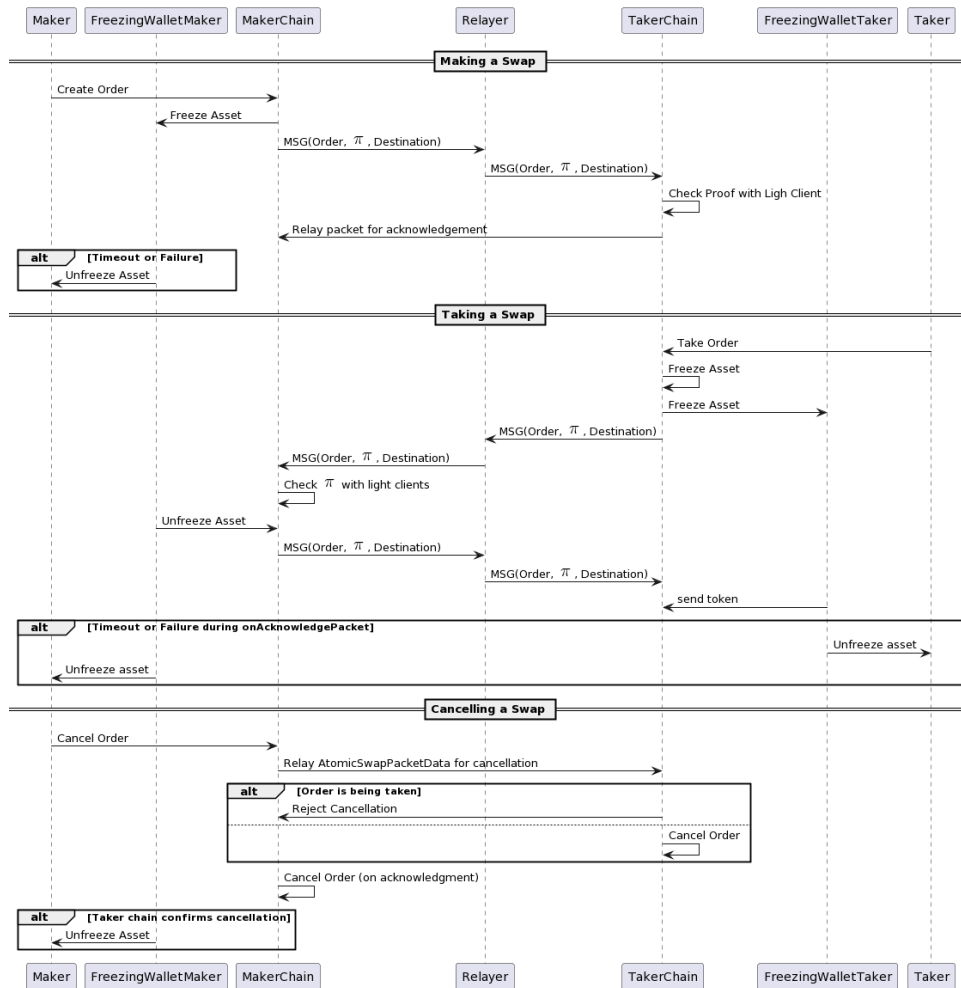 Maker FreezingWalletMaker MakerChain Relayer TakerChain FreezingWalletTaker Taker
Making a Swap
Create Order
Freeze Asset
MSG(Order, π, Destination)
MSG(Order, π, Destination)
Check Proof with Ligh Client
Relay packet for acknowledgement
alt [Timeout or Failure]
Unfreeze Asset
Taking a Swap
Take Order
Freeze Asset
Freeze Asset
MSG(Order, π, Destination)
MSG(Order, π, Destination)
Check π with light clients
Unfreeze Asset
MSG(Order, π, Destination)
MSG(Order, π, Destination)
send token
alt [Timeout or Failure during onAcknowledgePacket]
Unfreeze asset
Unfreeze asset
Cancelling a Swap
Cancel Order
Relay AtomicSwapPacketData for cancellation
alt [Order is being taken]
Reject Cancellation
Cancel Order
Cancel Order (on acknowledgment)
alt [Taker chain confirms cancellation]
Unfreeze Asset
Maker FreezingWalletMaker MakerChain Relayer TakerChain FreezingWalletTaker Taker